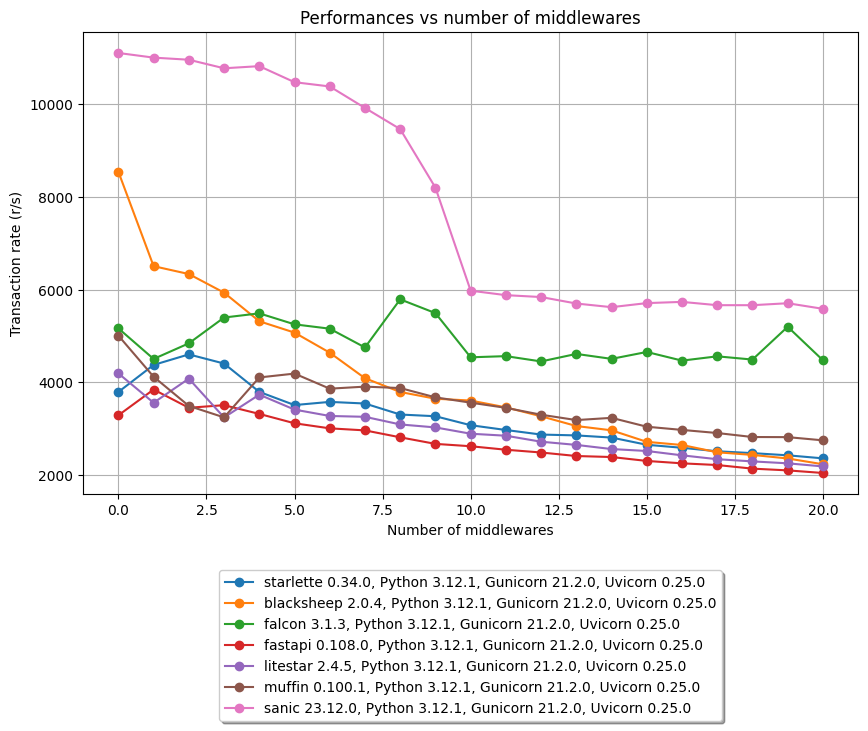 Performances vs number of middlewares
Transaction rate (r/s)
10000
8000
6000
4000
2000
0.0 2.5 5.0 7.5 10.0 12.5 15.0 17.5 20.0
Number of middlewares
starlette 0.34.0, Python 3.12.1, Gunicorn 21.2.0, Uvicorn 0.25.0
blacksheep 2.0.4, Python 3.12.1, Gunicorn 21.2.0, Uvicorn 0.25.0
falcon 3.1.3, Python 3.12.1, Gunicorn 21.2.0, Uvicorn 0.25.0
fastapi 0.108.0, Python 3.12.1, Gunicorn 21.2.0, Uvicorn 0.25.0
litestar 2.4.5, Python 3.12.1, Gunicorn 21.2.0, Uvicorn 0.25.0
muffin 0.100.1, Python 3.12.1, Gunicorn 21.2.0, Uvicorn 0.25.0
sanic 23.12.0, Python 3.12.1, Gunicorn 21.2.0, Uvicorn 0.25.0